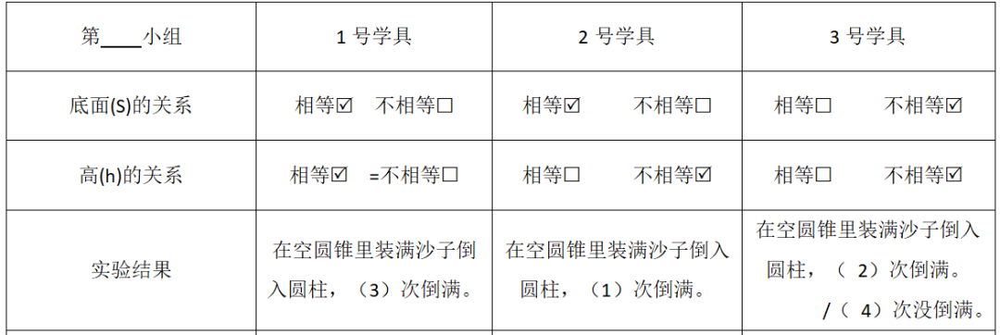 第____小组 1号学具 2号学具 3号学具
底面(S)的关系 相等☑ 不相等☐ 相等☑ 不相等☐ 相等☐ 不相等☑
高(h)的关系 相等☑ =不相等☐ 相等☐ 不相等☑ 相等☐ 不相等☑
实验结果
在空圆锥里装满沙子倒
入圆柱，（3）次倒满。
在空圆锥里装满沙子倒入
圆柱，（1）次倒满。
在空圆锥里装满沙子倒入
圆柱，（ 2）次倒满。
/（ 4）次没倒满。